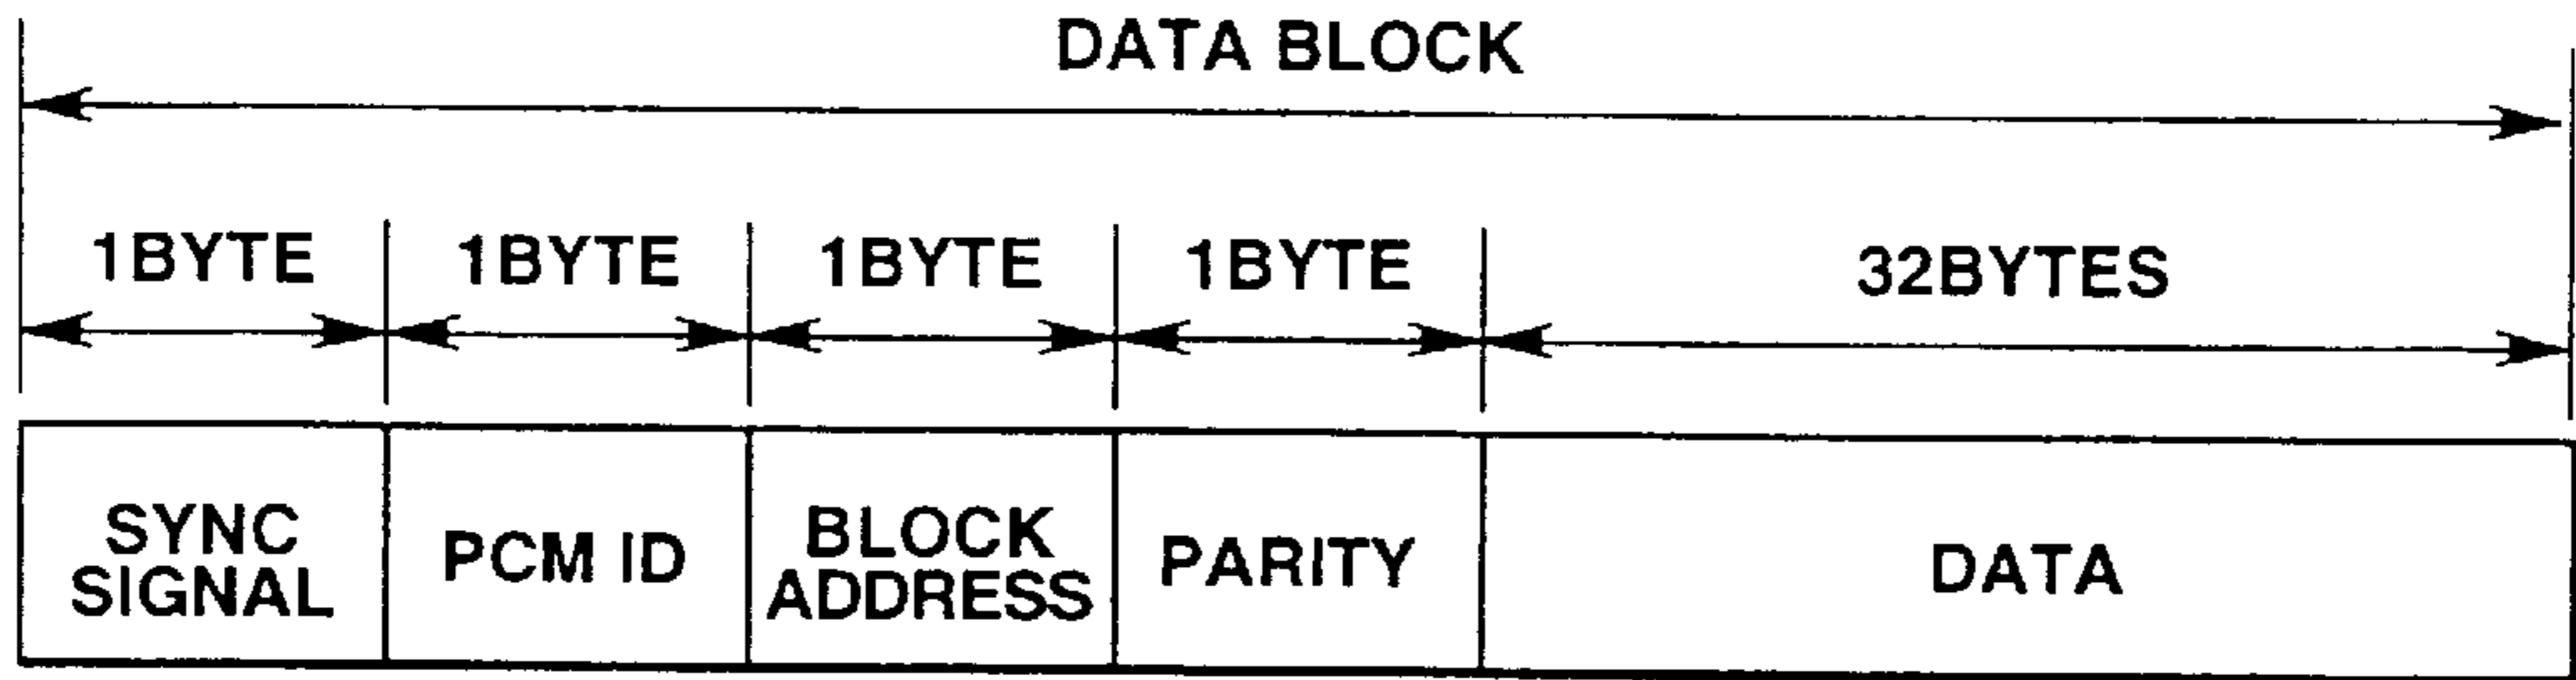 DATA BLOCK
1BYTE 1BYTE 1BYTE 1BYTE 32BYTES
SYNC
SIGNAL
PCM ID
BLOCK
ADDRESS
PARITY
DATA